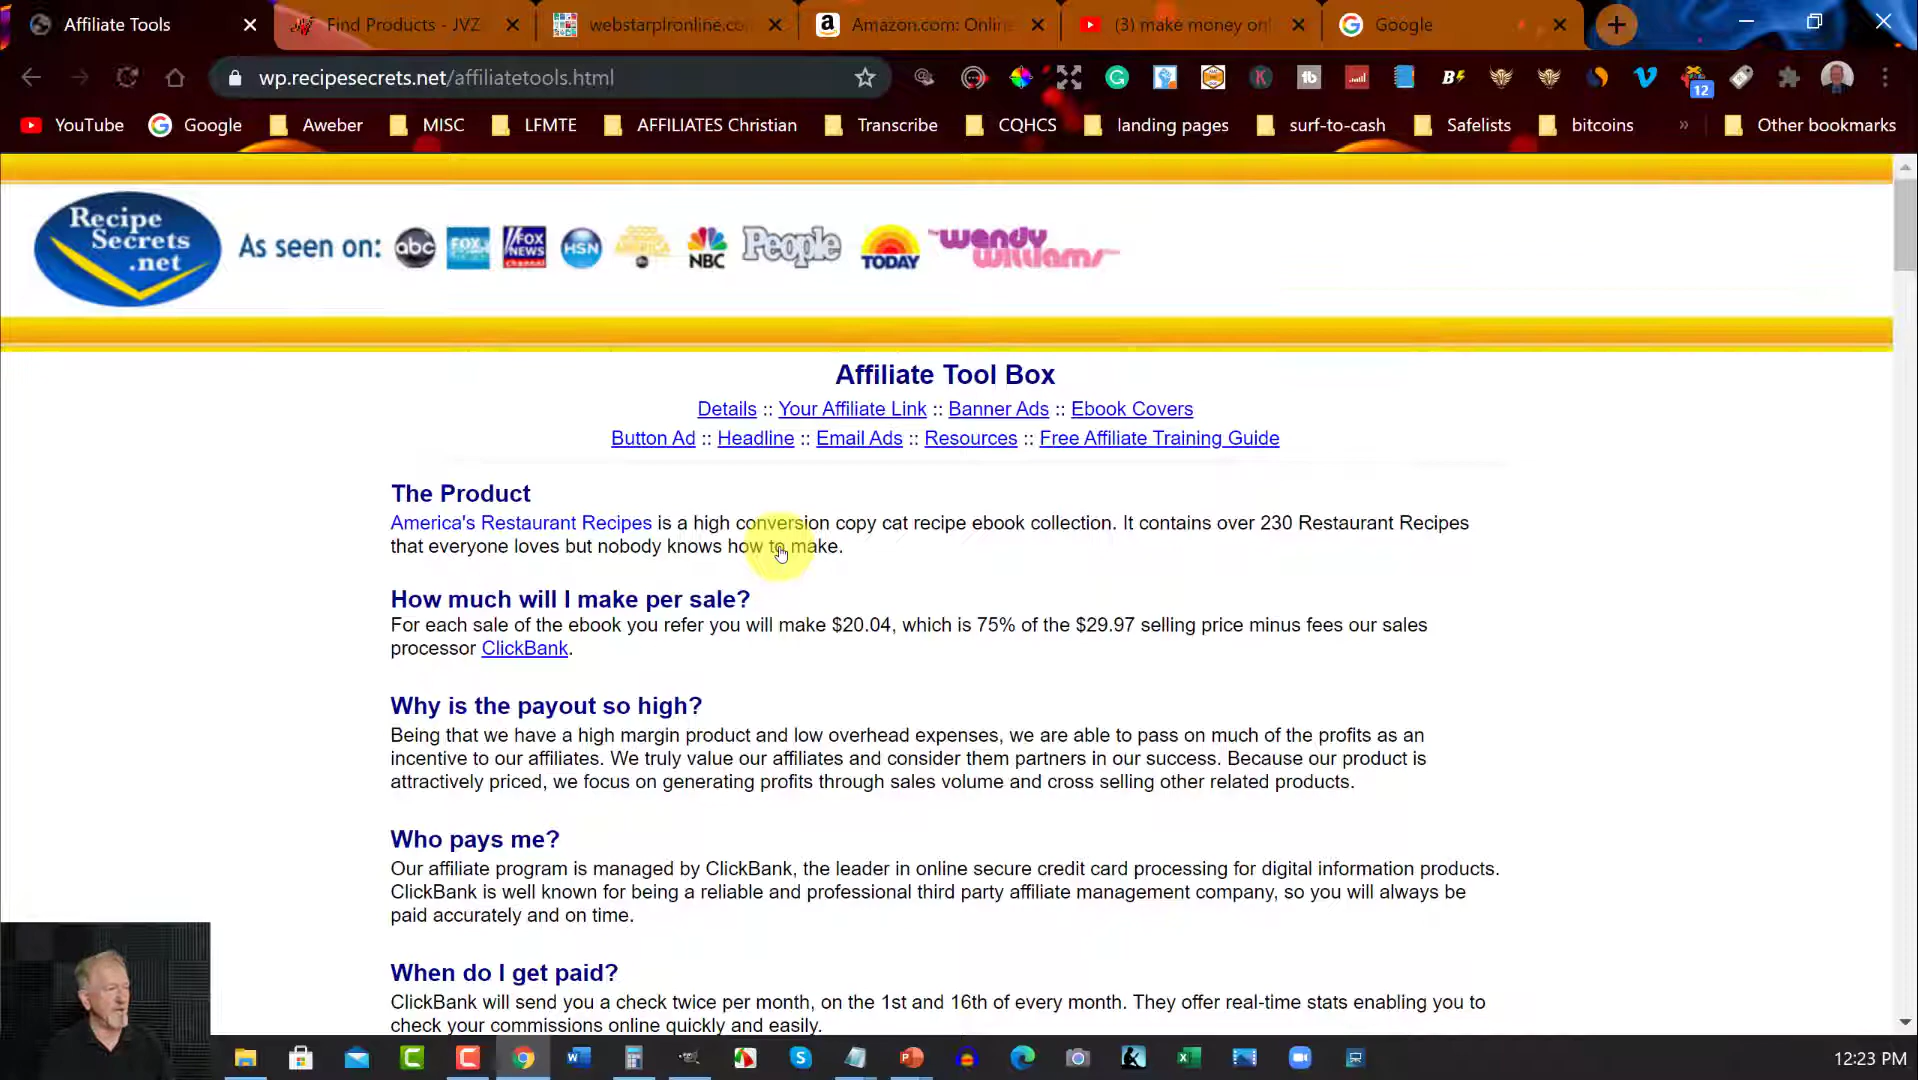 Affiliate Tools
Find Products - JVZ
webstarplronline.co
Amazon.com: Onlin
(3) make money on
Google
wp.recipesecrets.net/affiliatetools.html
12
YouTube
Google
Aweber
MISC
LFMTE
AFFILIATES Christian
Transcribe
CQHCS
landing pages
surf-to-cash
Safelists
bitcoins
»
Other bookmarks
Recipe
Secrets
.net
As seen on:
abc
FOX
FOX
NEWS
channel
HSN
GOOD
AMERICA
abc
NBC
People
TODAY
The
Wendy
Williams
Affiliate Tool Box
Details :: Your Affiliate Link :: Banner Ads :: Ebook Covers
Button Ad :: Headline :: Email Ads :: Resources :: Free Affiliate Training Guide
The Product
America's Restaurant Recipes is a high conversion copy cat recipe ebook collection. It contains over 230 Restaurant Recipes
that everyone loves but nobody knows how to make.
How much will I make per sale?
For each sale of the ebook you refer you will make $20.04, which is 75% of the $29.97 selling price minus fees our sales
processor ClickBank.
Why is the payout so high?
Being that we have a high margin product and low overhead expenses, we are able to pass on much of the profits as an
incentive to our affiliates. We truly value our affiliates and consider them partners in our success. Because our product is
attractively priced, we focus on generating profits through sales volume and cross selling other related products.
Who pays me?
Our affiliate program is managed by ClickBank, the leader in online secure credit card processing for digital information products.
ClickBank is well known for being a reliable and professional third party affiliate management company, so you will always be
paid accurately and on time.
When do I get paid?
ClickBank will send you a check twice per month, on the 1st and 16th of every month. They offer real-time stats enabling you to
check your commissions online quickly and easily.
12:23 PM